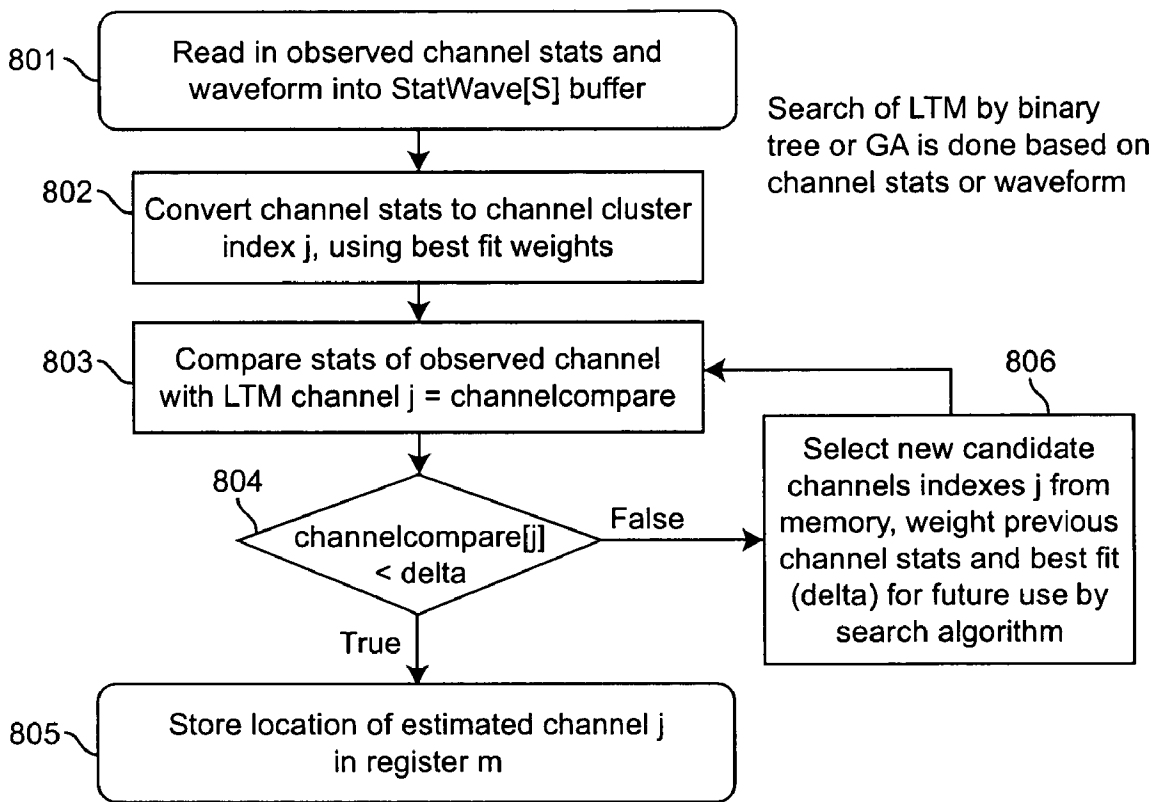 801
Read in observed channel stats and
waveform into StatWave[S] buffer
Search of LTM by binary
tree or GA is done based on
channel stats or waveform
802
Convert channel stats to channel cluster
index j, using best fit weights
803
Compare stats of observed channel
with LTM channel j = channelcompare
806
Select new candidate
channels indexes j from
memory, weight previous
channel stats and best fit
(delta) for future use by
search algorithm
804
channelcompare[j]
< delta
False
True
805
Store location of estimated channel j
in register m